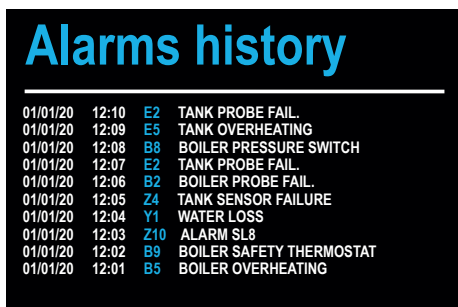 Alarms history
01/01/20 12:10 E2 TANK PROBE FAIL.
01/01/20 12:09 E5 TANK OVERHEATING
01/01/20 12:08 B8 BOILER PRESSURE SWITCH
01/01/20 12:07 E2 TANK PROBE FAIL.
01/01/20 12:06 B2 BOILER PROBE FAIL.
01/01/20 12:05 Z4 TANK SENSOR FAILURE
01/01/20 12:04 Y1 WATER LOSS
01/01/20 12:03 Z10 ALARM SL8
01/01/20 12:02 B9 BOILER SAFETY THERMOSTAT
01/01/20 12:01 B5 BOILER OVERHEATING